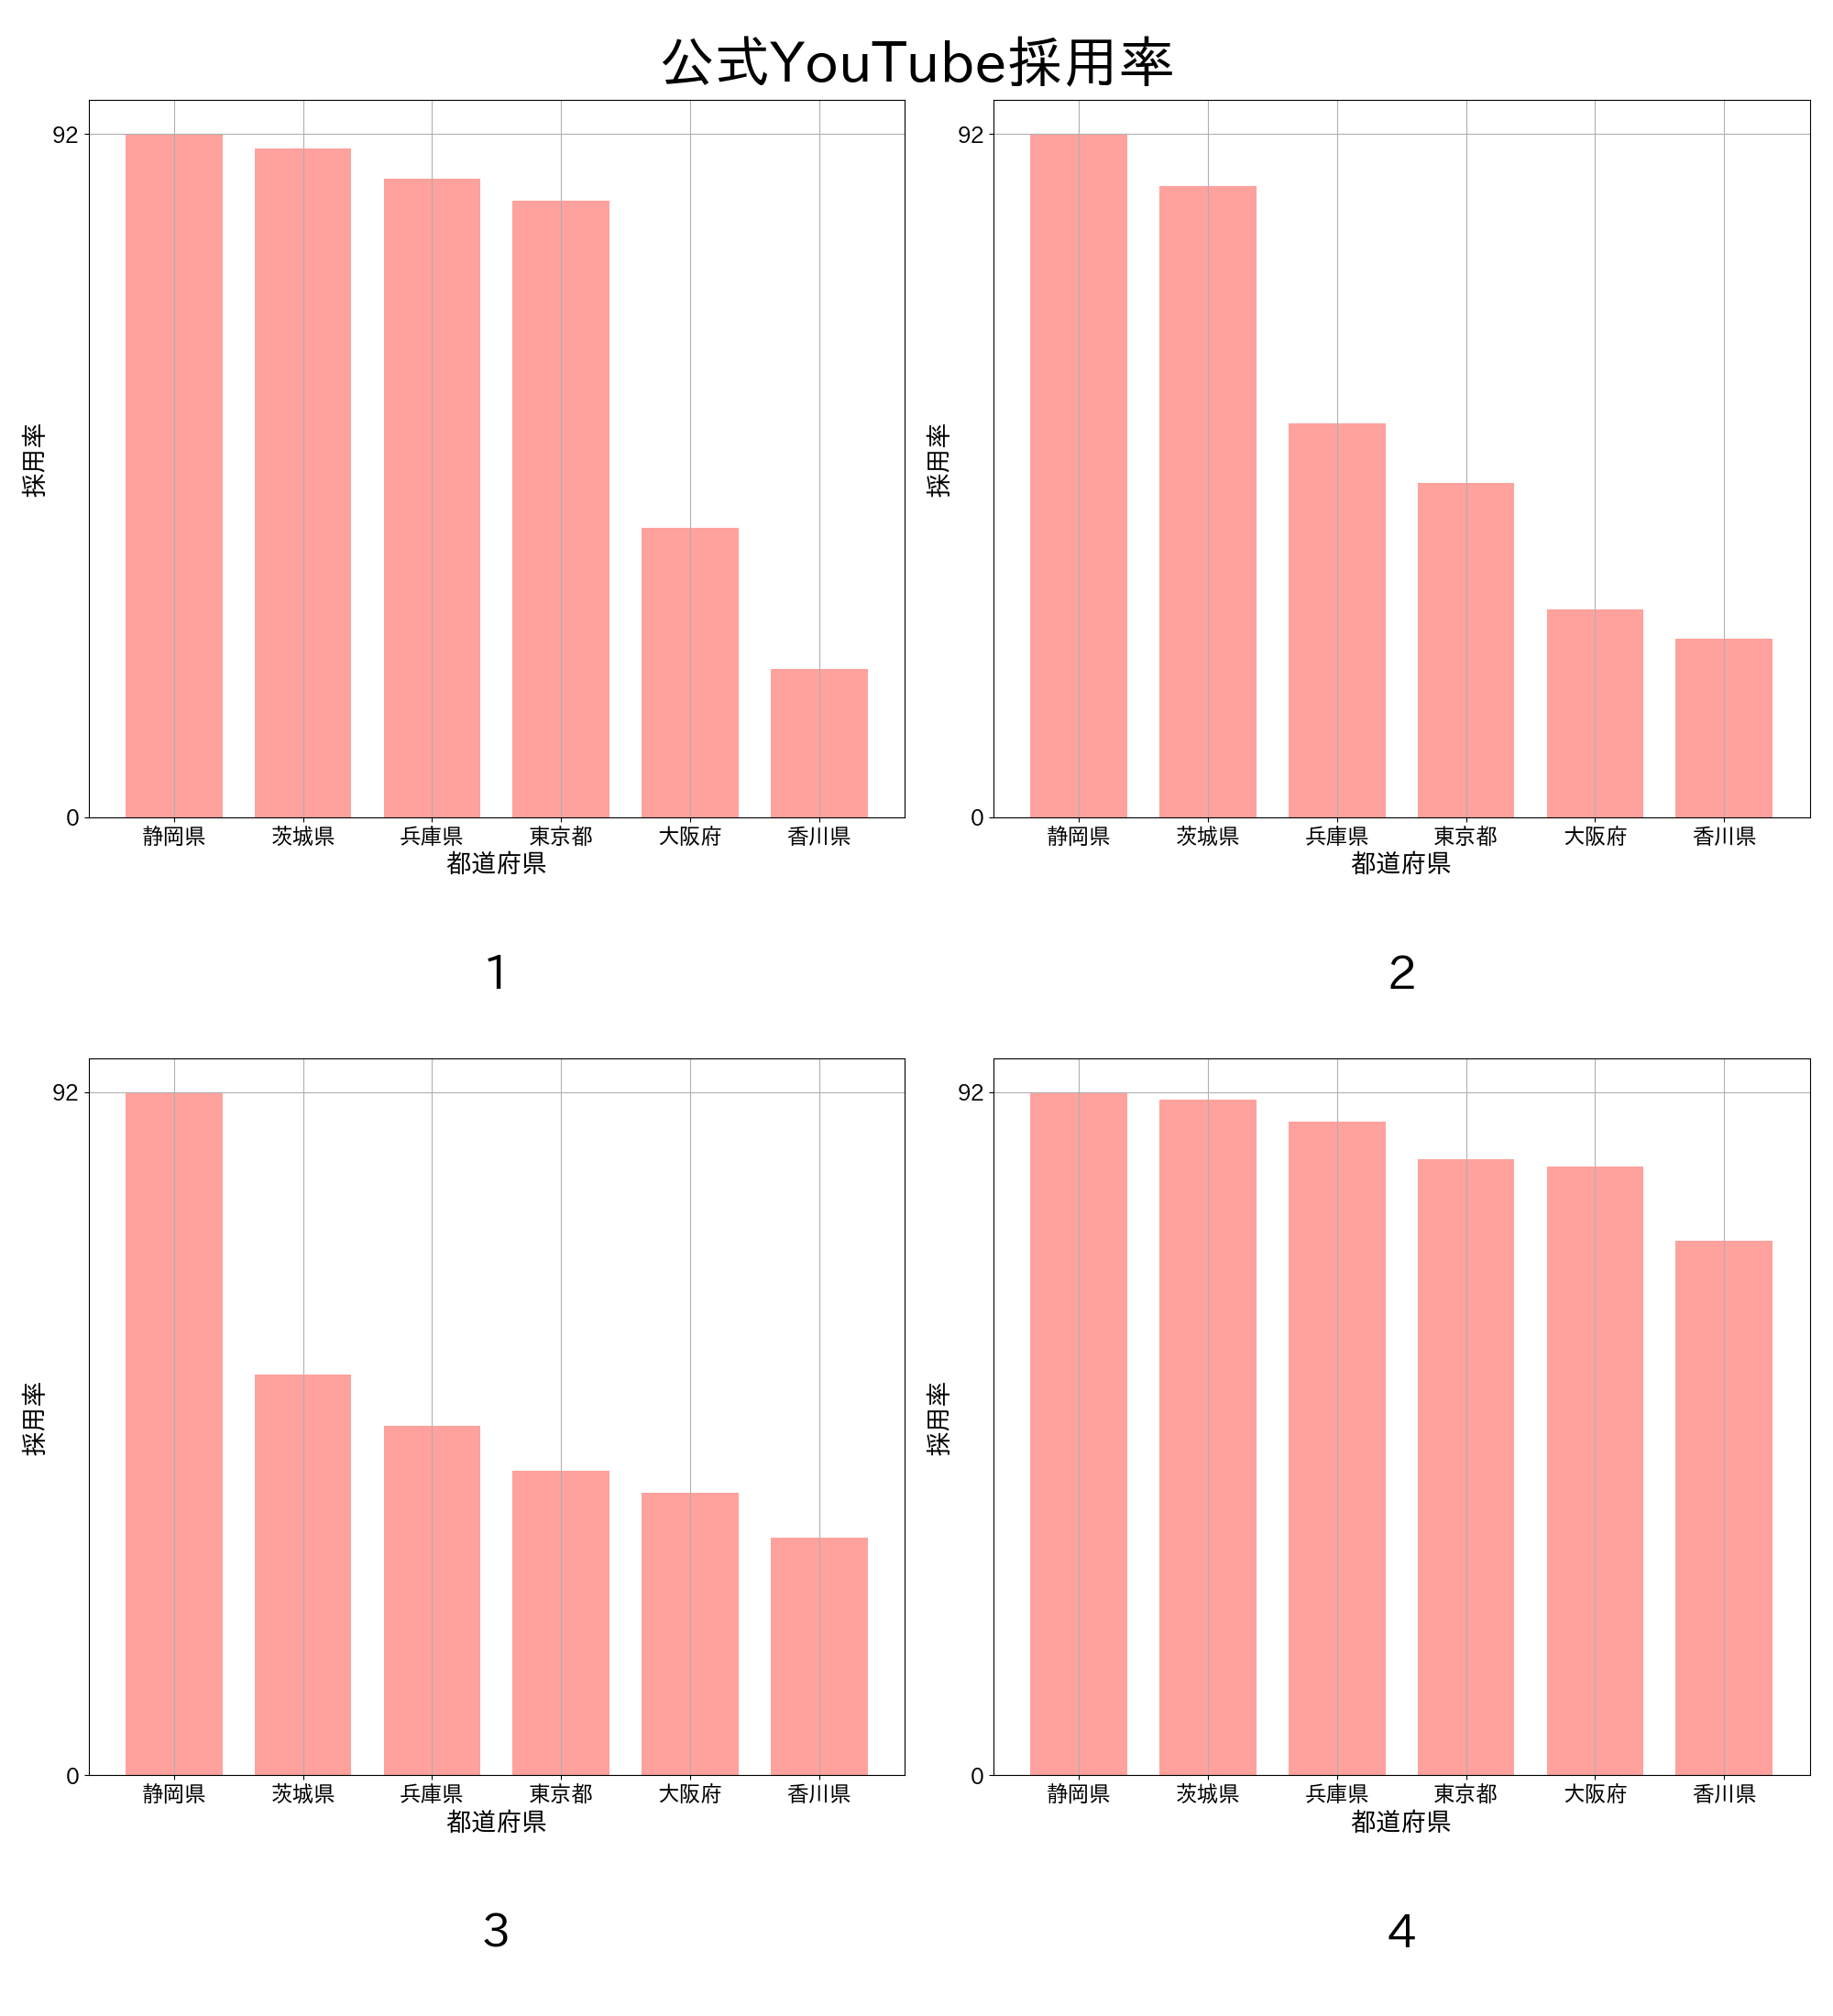 公式YouTube採用率
92
0
採用率
静岡県 茨城県 兵庫県 東京都 大阪府 香川県
都道府県
1
92
0
採用率
静岡県 茨城県 兵庫県 東京都 大阪府 香川県
都道府県
2
92
0
採用率
静岡県 茨城県 兵庫県 東京都 大阪府 香川県
都道府県
3
92
0
採用率
静岡県 茨城県 兵庫県 東京都 大阪府 香川県
都道府県
4